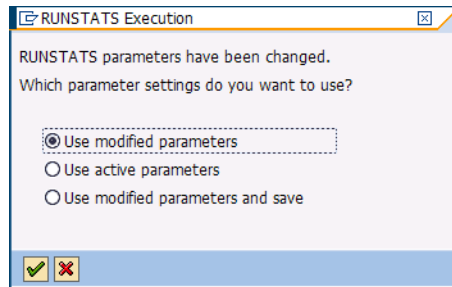 RUNSTATS Execution
RUNSTATS parameters have been changed.
Which parameter settings do you want to use?
Use modified parameters
Use active parameters
Use modified parameters and save